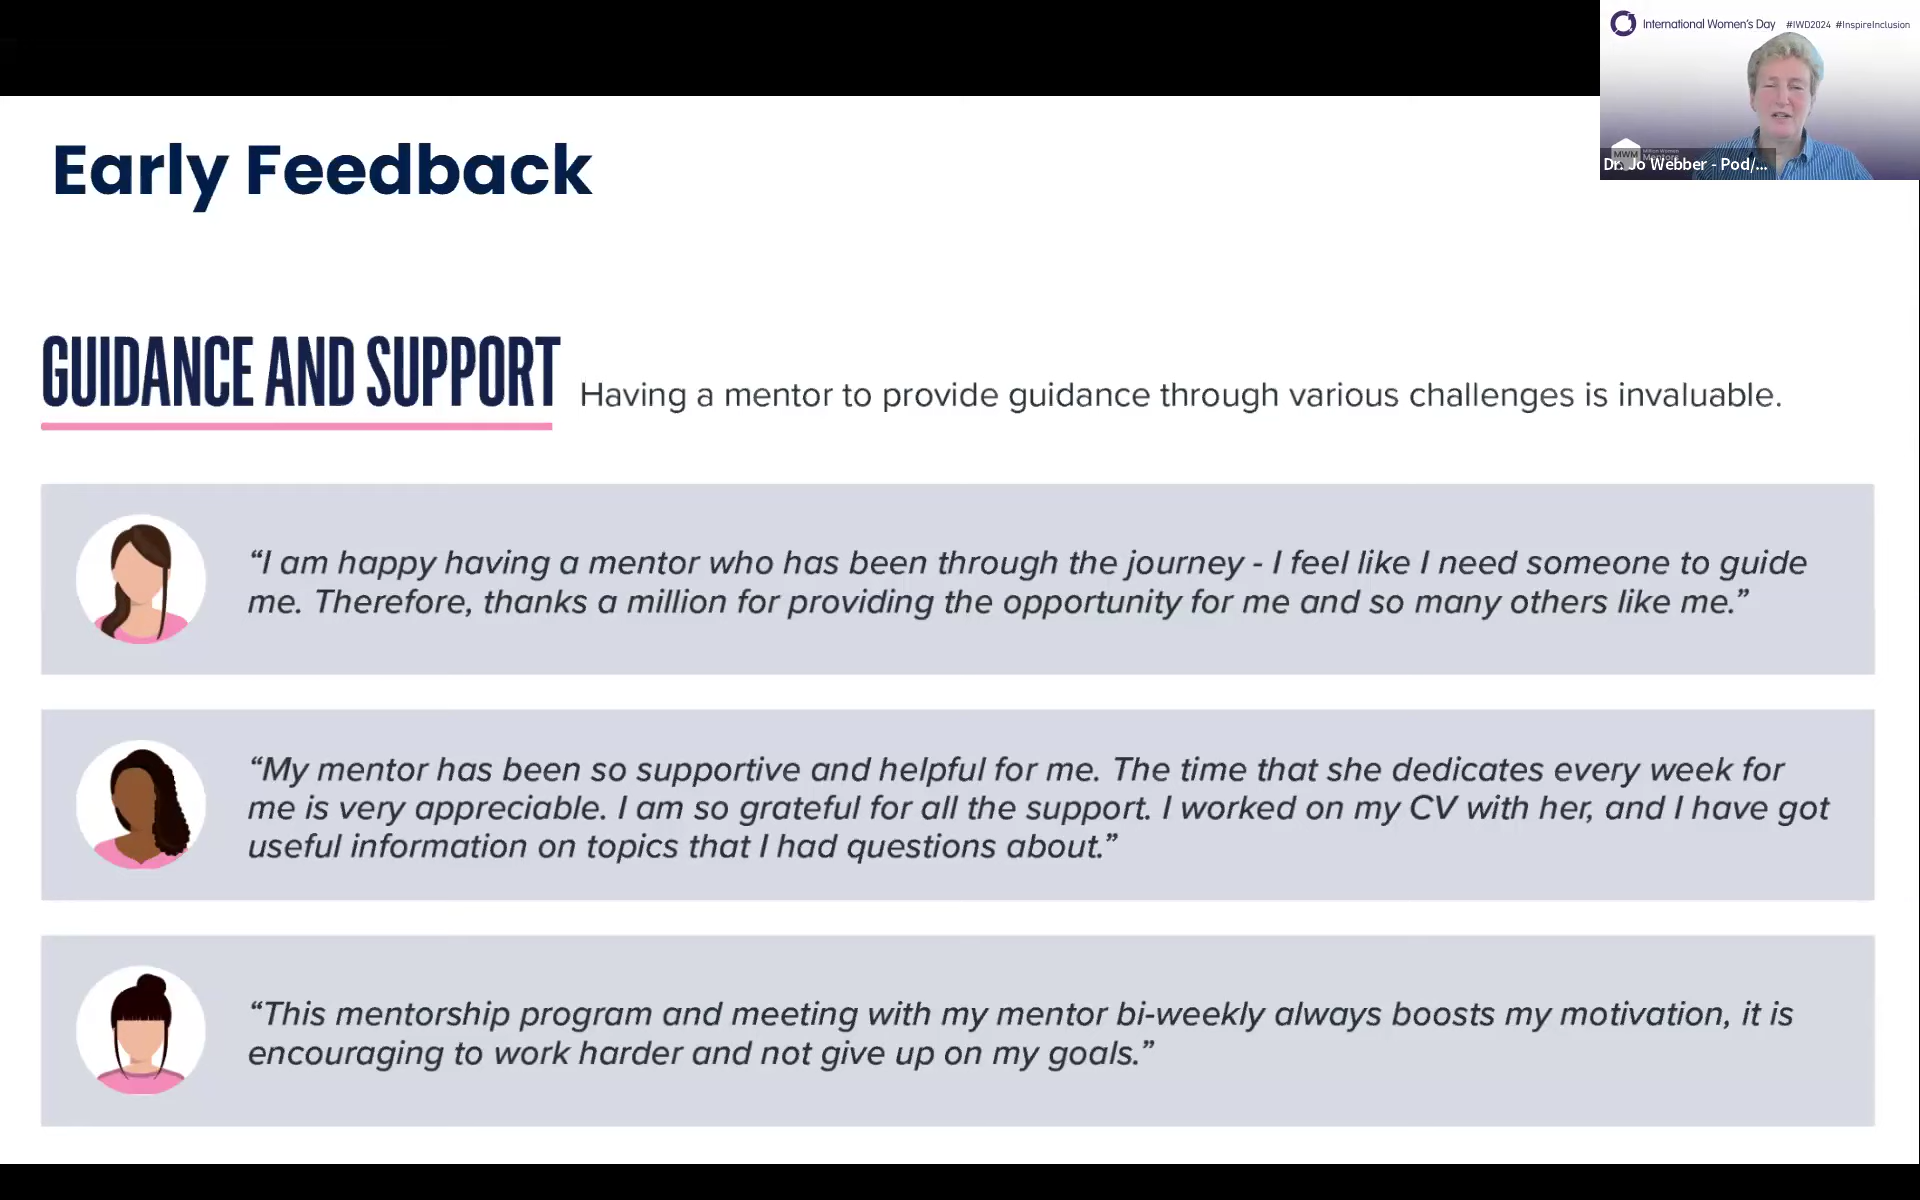 International Women's Day #IWD2024 #InspireInclusion
MWM
Dr. Jo Webber - Pod/...
Early Feedback
GUIDANCE AND SUPPORT Having a mentor to provide guidance through various challenges is invaluable.
“I am happy having a mentor who has been through the journey - I feel like I need someone to guide
me. Therefore, thanks a million for providing the opportunity for me and so many others like me.”
“My mentor has been so supportive and helpful for me. The time that she dedicates every week for
me is very appreciable. I am so grateful for all the support. I worked on my CV with her, and I have got
useful information on topics that I had questions about.”
“This mentorship program and meeting with my mentor bi-weekly always boosts my motivation, it is
encouraging to work harder and not give up on my goals.”